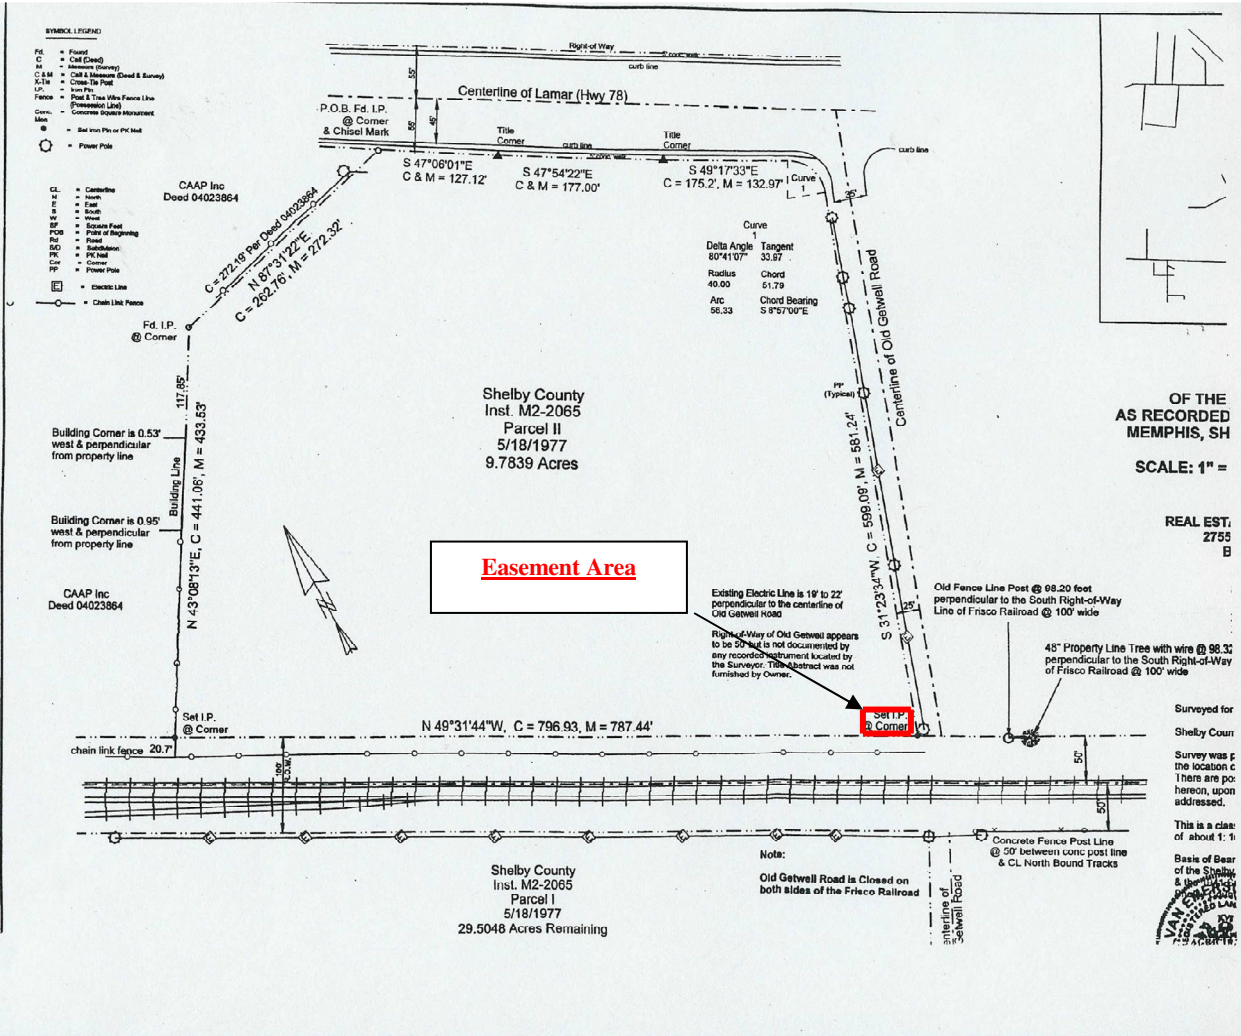 SYMBOL LEGEND
Fd. = Found
C = Call (Deed)
M - Measure (Survey)
C & M = Call & Measure (Deed & Survey)
X-Tie = Cross-Tie Post
I.P. - Iron Pin
Fence = Post & Tree Wire Fence Line
(Possession Line)
Conc. - Concrete Square Monument
Mon
= Set Iron Pin or PK Nail
= Power Pole
CL = Centerline
N - North
E = East
S = South
W - West
SF = Square Feet
POB = Point of Beginning
Rd = Road
S/D = Subdivision
PK = PK Nail
Cor - Corner
PP = Power Pole
E = Electric Line
= Chain Link Fence
Right-of Way
5' conc walk
curb line
55'
Centerline of Lamar (Hwy 78)
P.O.B. Fd. I.P.
@ Corner
& Chisel Mark
55'
45'
Title
Corner
curb line
5' conc walk
Title
Corner
curb line
S 47°06'01"E
C & M = 127.12'
S 47°54'22"E
C & M = 177.00'
S 49°17'33"E
C = 175.2', M = 132.97'
Curve
1
25'
CAAP Inc
Deed 04023864
C = 272.19' Per Deed 04023864
N 87°31'22"E
C = 262.76', M = 272.32'
Curve
1
Delta Angle Tangent
80°41'07" 33.97
Radius Chord
40.00 51.79
Arc Chord Bearing
56.33 S 8°57'00"E
Centerline of Old Getwell Road
Fd. I.P.
@ Corner
117.85'
PP
(Typical)
Shelby County
Inst. M2-2065
Parcel II
5/18/1977
9.7839 Acres
OF THE
AS RECORDED
MEMPHIS, SH
SCALE: 1" =
REAL EST
2755
B
Building Corner is 0.53'
west & perpendicular
from property line
Building Line
N 43°08'13"E, C = 441.06', M = 433.53'
Building Corner is 0.95'
west & perpendicular
from property line
CAAP Inc
Deed 04023864
S 31°23'34"W, C = 599.09', M = 581.24'
Easement Area
Existing Electric Line is 19' to 22'
perpendicular to the centerline of
Old Getwell Road
Right-of-Way of Old Getwell appears
to be 50' but is not documented by
any recorded instrument located by
the Surveyor. Title Abstract was not
furnished by Owner.
25'
Old Fence Line Post @ 98.20 feet
perpendicular to the South Right-of-Way
Line of Frisco Railroad @ 100' wide
48" Property Line Tree with wire @ 98.32
perpendicular to the South Right-of-Way
of Frisco Railroad @ 100' wide
Set I.P.
@ Corner
N 49°31'44"W, C = 796.93, M = 787.44'
Set I.P.
@ Corner
chain link fence 20.7'
100'
R.O.W.
50'
50'
Surveyed for
Shelby Coun
Survey was p
the location o
There are po
hereon, upon
addressed.
This is a clas
of about 1: 1
Basis of Bear
of the Shelby
Concrete Fence Post Line
@ 50' between conc post line
& CL North Bound Tracks
Note:
Old Getwell Road is Closed on
both sides of the Frisco Railroad
Shelby County
Inst. M2-2065
Parcel I
5/18/1977
29.5048 Acres Remaining
enterline of
Getwell Road